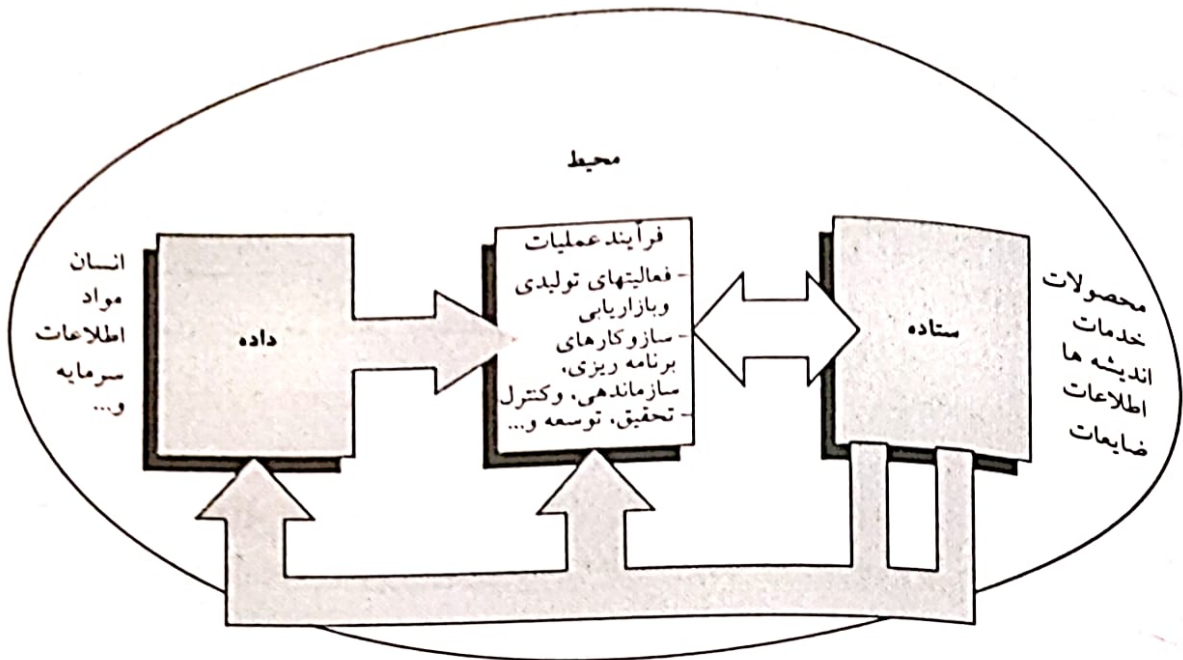 محیط
انسان
مواد
اطلاعات
سرمایه
و...
داده
فرآیند عملیات
- فعالیتهای تولیدی
وبازاریابی
- سازوکارهای
برنامه ریزی،
سازماندهی، وکنترل
- تحقیق، توسعه و...
ستاده
محصولات
خدمات
اندیشه ها
اطلاعات
ضایعات